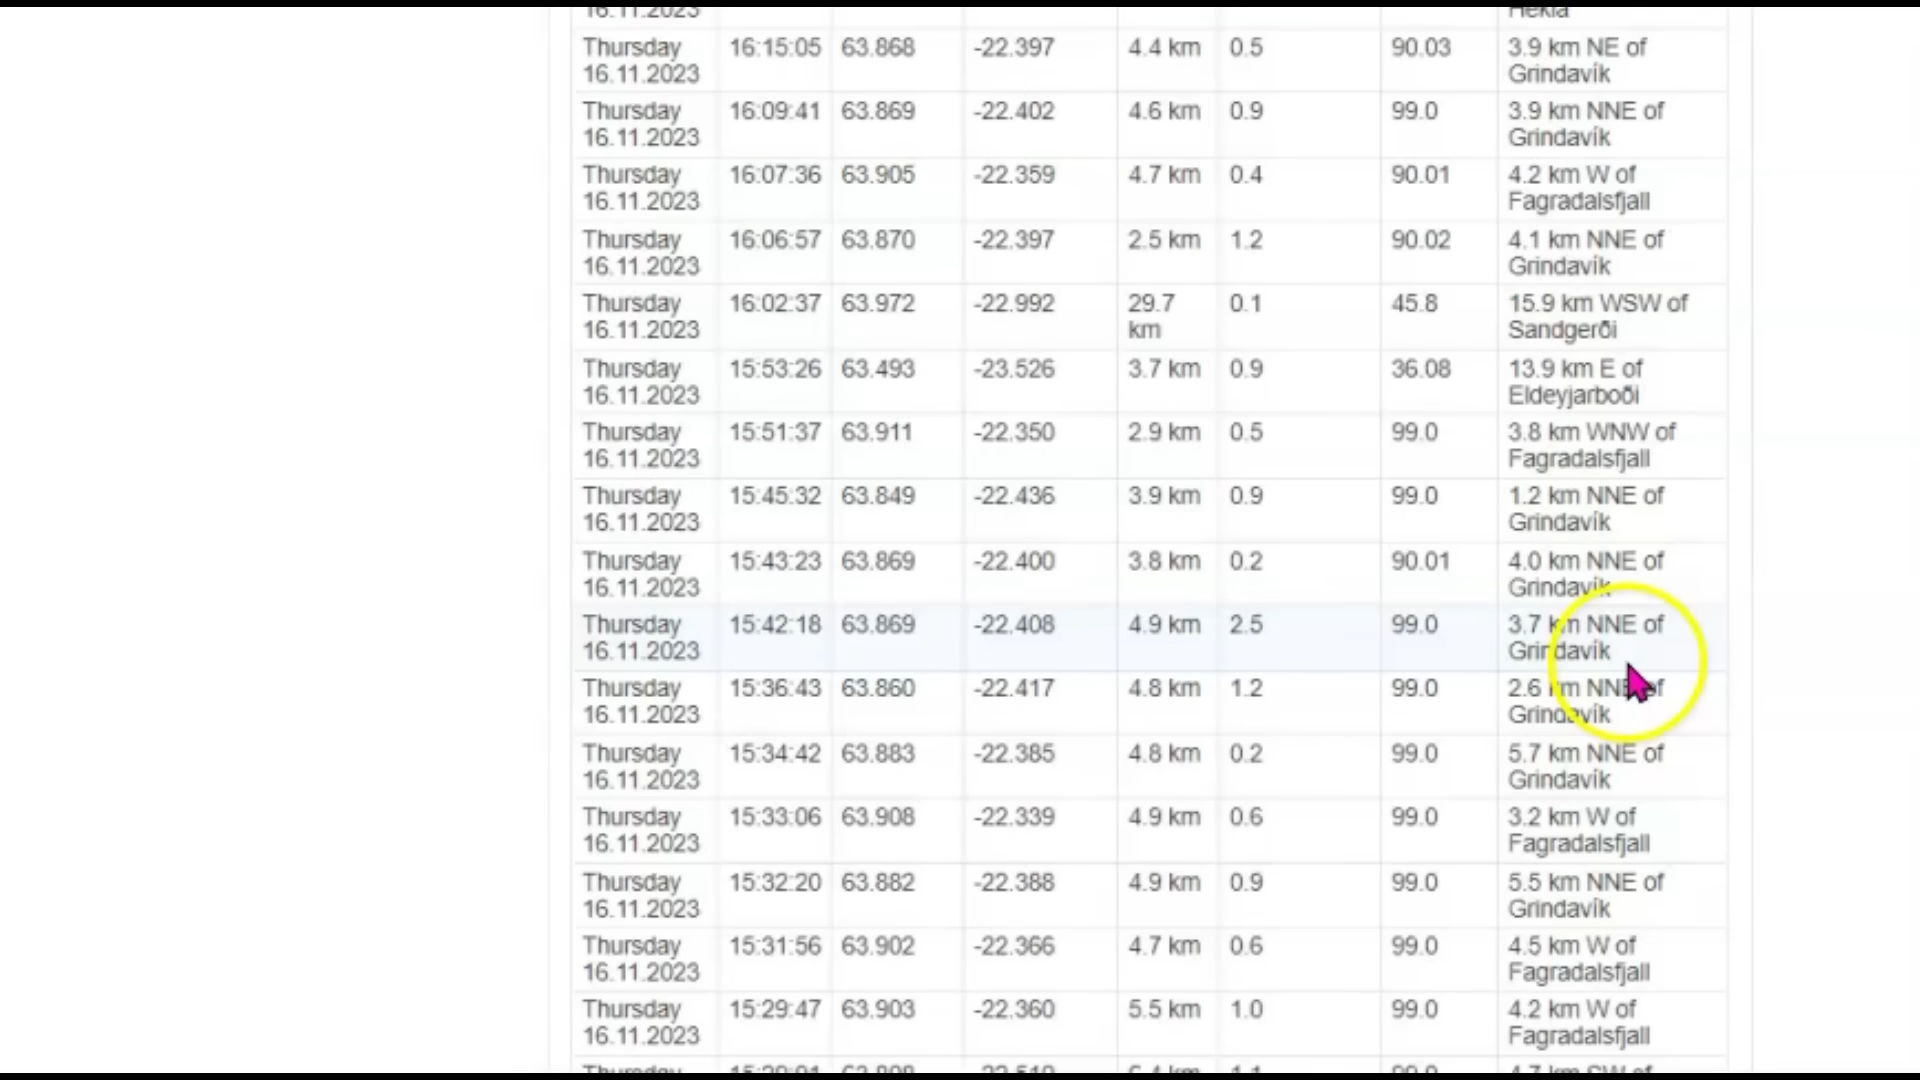 16.11.2023 Hekla
Thursday 16:15:05 63.868 -22.397 4.4 km 0.5 90.03 3.9 km NE of
16.11.2023 Grindavík
Thursday 16:09:41 63.869 -22.402 4.6 km 0.9 99.0 3.9 km NNE of
16.11.2023 Grindavík
Thursday 16:07:36 63.905 -22.359 4.7 km 0.4 90.01 4.2 km W of
16.11.2023 Fagradalsfjall
Thursday 16:06:57 63.870 -22.397 2.5 km 1.2 90.02 4.1 km NNE of
16.11.2023 Grindavík
Thursday 16:02:37 63.972 -22.992 29.7 0.1 45.8 15.9 km WSW of
16.11.2023 km Sandgerði
Thursday 15:53:26 63.493 -23.526 3.7 km 0.9 36.08 13.9 km E of
16.11.2023 Eldeyjarboði
Thursday 15:51:37 63.911 -22.350 2.9 km 0.5 99.0 3.8 km WNW of
16.11.2023 Fagradalsfjall
Thursday 15:45:32 63.849 -22.436 3.9 km 0.9 99.0 1.2 km NNE of
16.11.2023 Grindavík
Thursday 15:43:23 63.869 -22.400 3.8 km 0.2 90.01 4.0 km NNE of
16.11.2023 Grindavík
Thursday 15:42:18 63.869 -22.408 4.9 km 2.5 99.0 3.7 km NNE of
16.11.2023 Grindavík
Thursday 15:36:43 63.860 -22.417 4.8 km 1.2 99.0 2.6 km NNE of
16.11.2023 Grindavík
Thursday 15:34:42 63.883 -22.385 4.8 km 0.2 99.0 5.7 km NNE of
16.11.2023 Grindavík
Thursday 15:33:06 63.908 -22.339 4.9 km 0.6 99.0 3.2 km W of
16.11.2023 Fagradalsfjall
Thursday 15:32:20 63.882 -22.388 4.9 km 0.9 99.0 5.5 km NNE of
16.11.2023 Grindavík
Thursday 15:31:56 63.902 -22.366 4.7 km 0.6 99.0 4.5 km W of
16.11.2023 Fagradalsfjall
Thursday 15:29:47 63.903 -22.360 5.5 km 1.0 99.0 4.2 km W of
16.11.2023 Fagradalsfjall